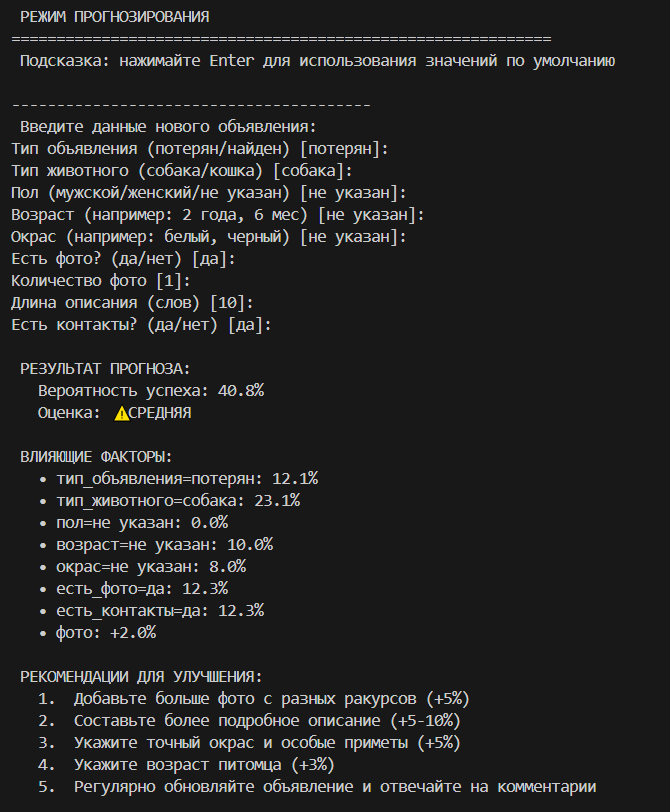 РЕЖИМ ПРОГНОЗИРОВАНИЯ
============================================================
Подсказка: нажимайте Enter для использования значений по умолчанию
----------------------------------------
Введите данные нового объявления:
Тип объявления (потерян/найден) [потерян]:
Тип животного (собака/кошка) [собака]:
Пол (мужской/женский/не указан) [не указан]:
Возраст (например: 2 года, 6 мес) [не указан]:
Окрас (например: белый, черный) [не указан]:
Есть фото? (да/нет) [да]:
Количество фото [1]:
Длина описания (слов) [10]:
Есть контакты? (да/нет) [да]:
РЕЗУЛЬТАТ ПРОГНОЗА:
Вероятность успеха: 40.8%
Оценка: ⚠️СРЕДНЯЯ
ВЛИЯЮЩИЕ ФАКТОРЫ:
• тип_объявления=потерян: 12.1%
• тип_животного=собака: 23.1%
• пол=не указан: 0.0%
• возраст=не указан: 10.0%
• окрас=не указан: 8.0%
• есть_фото=да: 12.3%
• есть_контакты=да: 12.3%
• фото: +2.0%
РЕКОМЕНДАЦИИ ДЛЯ УЛУЧШЕНИЯ:
1. Добавьте больше фото с разных ракурсов (+5%)
2. Составьте более подробное описание (+5-10%)
3. Укажите точный окрас и особые приметы (+5%)
4. Укажите возраст питомца (+3%)
5. Регулярно обновляйте объявление и отвечайте на комментарии